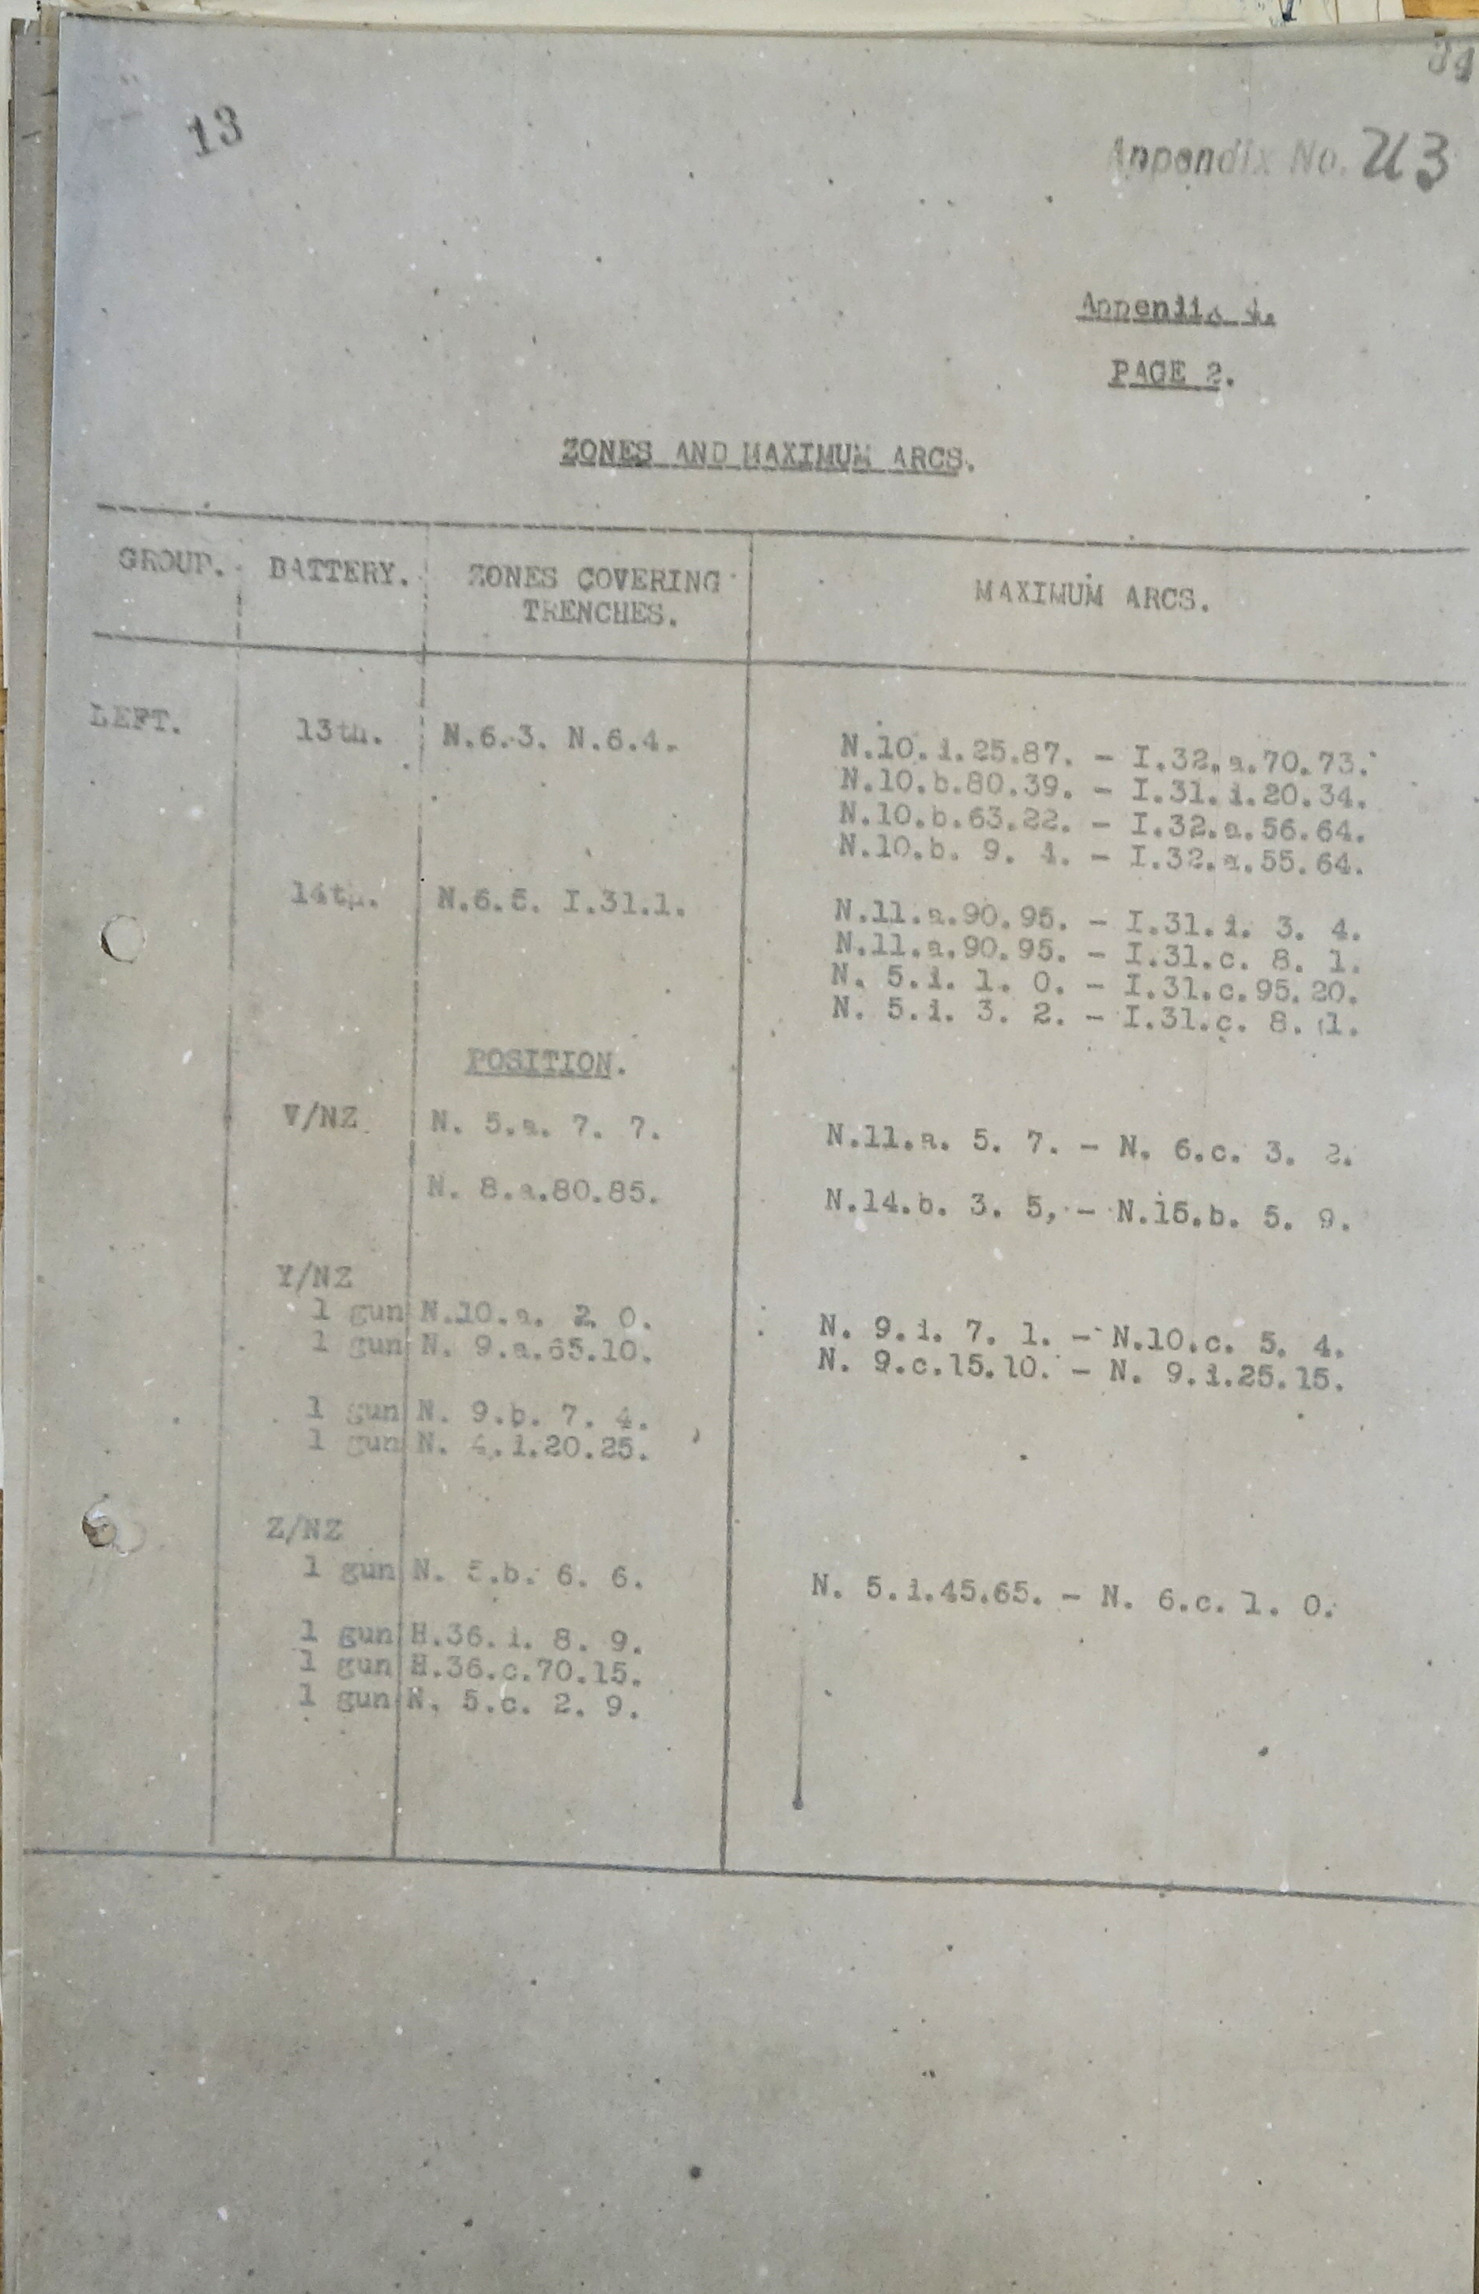 13
Appendix No. U3
Appendix 4.
PAGE 2.
ZONES AND MAXIMUM ARCS.
GROUP. BATTERY. ZONES COVERING TRENCHES. MAXIMUM ARCS.
LEFT. 13th. N.6.3. N.6.4. N.10.d.25.87. - I.32.a.70.73.
N.10.b.80.39. - I.31.d.20.34.
N.10.b.63.22. - I.32.a.56.64.
N.10.b. 9. 4. - I.32.a.55.64.
14th. N.6.5. I.31.1. N.11.a.90.95. - I.31.d. 3. 4.
N.11.a.90.95. - I.31.c. 8. 1.
N. 5.d. 1. 0. - I.31.c.95.20.
N. 5.d. 3. 2. - I.31.c. 8. 1.
POSITION.
V/NZ N. 5.a. 7. 7. N.11.a. 5. 7. - N. 6.c. 3. 2.
N. 8.a.80.85. N.14.b. 3. 5, - N.15.b. 5. 9.
Y/NZ
1 gun N.10.a. 2. 0. N. 9.d. 7. 1. - N.10.c. 5. 4.
1 gun N. 9.a.65.10. N. 9.c.15.10. - N. 9.d.25.15.
1 gun N. 9.b. 7. 4.
1 gun N. 4.d.20.25.
Z/NZ
1 gun N. 5.b. 6. 6. N. 5.d.45.65. - N. 6.c. 1. 0.
1 gun H.36.d. 8. 9.
1 gun H.36.c.70.15.
1 gun N. 5.c. 2. 9.